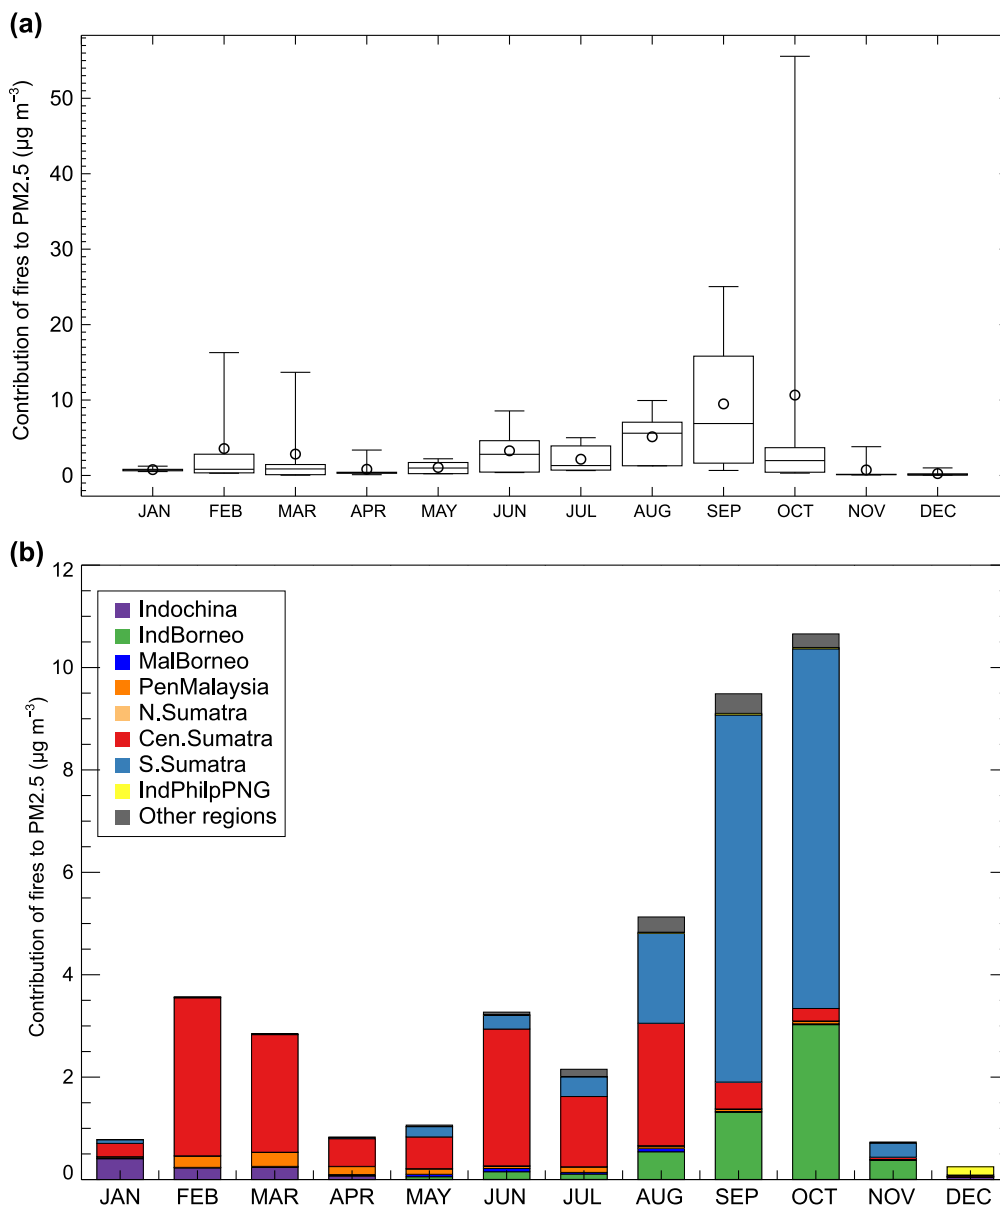 (a)
Contribution of fires to PM2.5 (µg m⁻³)
50
40
30
20
10
0
JAN FEB MAR APR MAY JUN JUL AUG SEP OCT NOV DEC
(b)
Contribution of fires to PM2.5 (µg m⁻³)
12
10
8
6
4
2
0
Indochina
IndBorneo
MalBorneo
PenMalaysia
N.Sumatra
Cen.Sumatra
S.Sumatra
IndPhilpPNG
Other regions
JAN FEB MAR APR MAY JUN JUL AUG SEP OCT NOV DEC